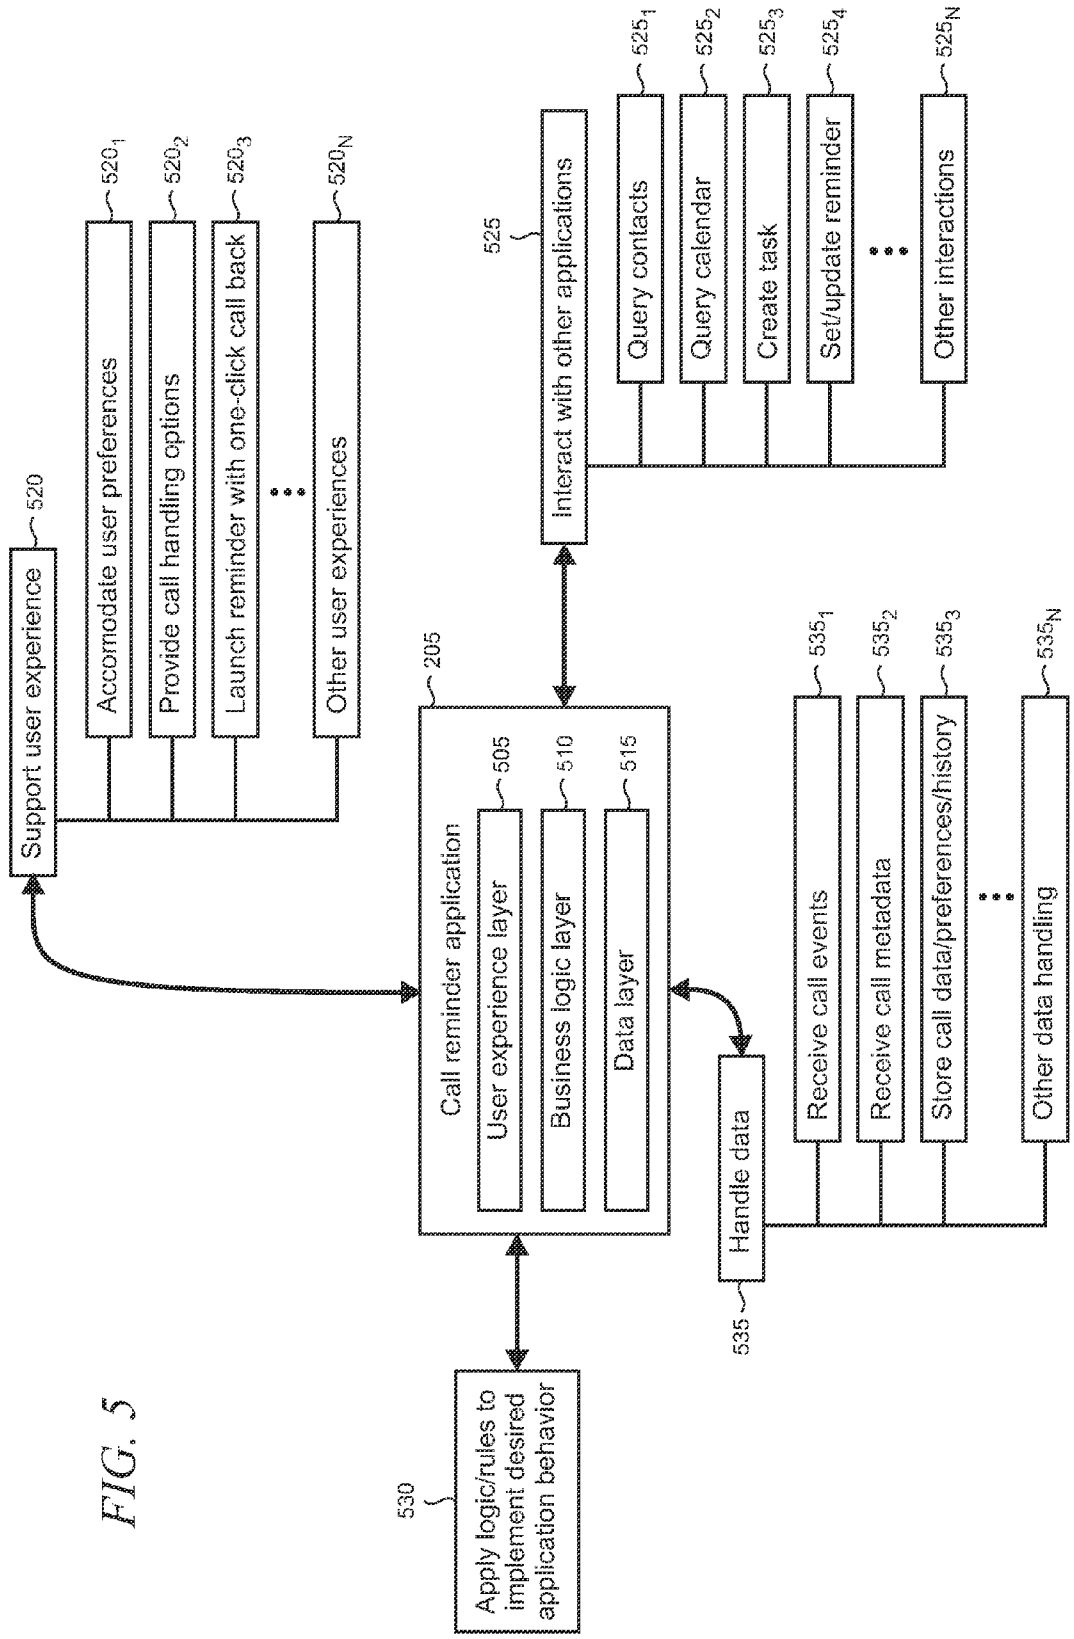 FIG. 5
Support user experience
520
Accomodate user preferences
520₁
Provide call handling options
520₂
Launch reminder with one-click call back
520₃
Other user experiences
520N
530
Apply logic/rules to
implement desired
application behavior
205
Call reminder application
User experience layer
505
Business logic layer
510
Data layer
515
525
Interact with other applications
Query contacts
525₁
Query calendar
525₂
Create task
525₃
Set/update reminder
525₄
Other interactions
525N
535
Handle data
Receive call events
535₁
Receive call metadata
535₂
Store call data/preferences/history
535₃
Other data handling
535N